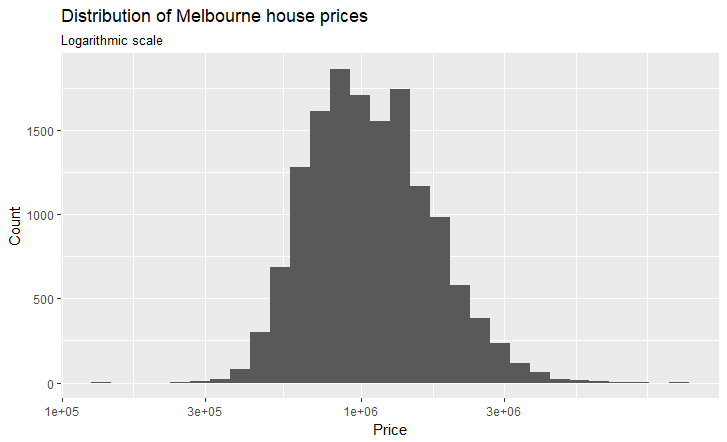 Distribution of Melbourne house prices
Logarithmic scale
1500
1000
500
0
Count
1e+05 3e+05 1e+06 3e+06
Price